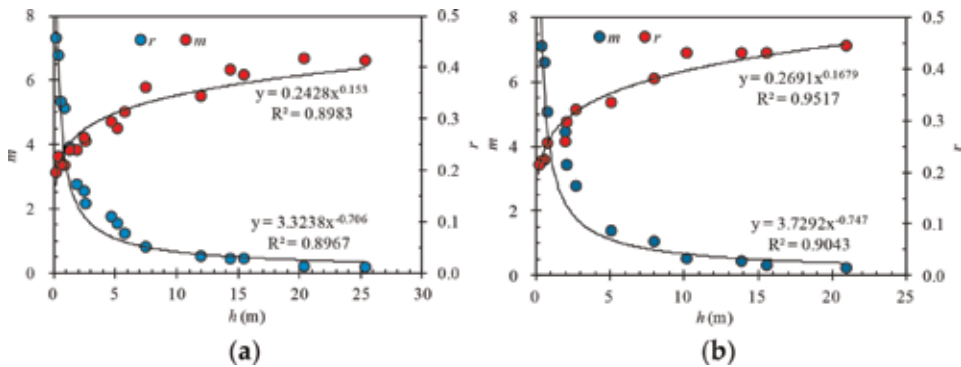 8
6
4
2
0
m
r m
y = 0.2428x^0.153
R² = 0.8983
y = 3.3238x^-0.706
R² = 0.8967
0.5
0.4
0.3
0.2
0.1
0.0
r
0 5 10 15 20 25 30
h (m)
(a)
8
6
4
2
0
m
m r
y = 0.2691x^0.1679
R² = 0.9517
y = 3.7292x^-0.747
R² = 0.9043
0.5
0.4
0.3
0.2
0.1
0.0
r
0 5 10 15 20 25
h (m)
(b)